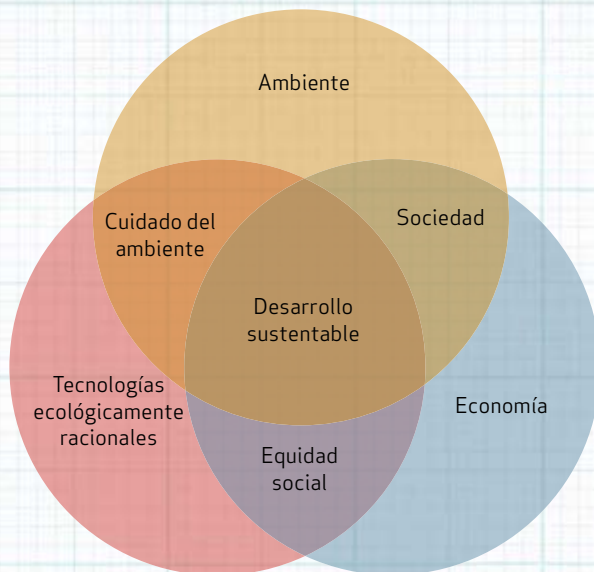 Ambiente
Cuidado del
ambiente
Sociedad
Desarrollo
sustentable
Tecnologías
ecológicamente
racionales
Economía
Equidad
social